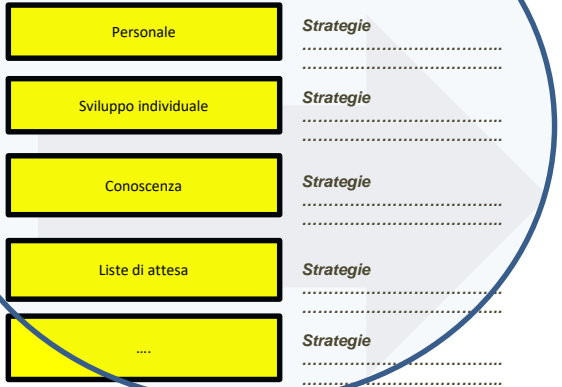 Personale
Strategie
…………………………….
…………………………….
Sviluppo individuale
Strategie
…………………………….
…………………………….
Conoscenza
Strategie
…………………………….
…………………………….
Liste di attesa
Strategie
…………………………….
…………………………….
….
Strategie
…………………………….
…………………………….